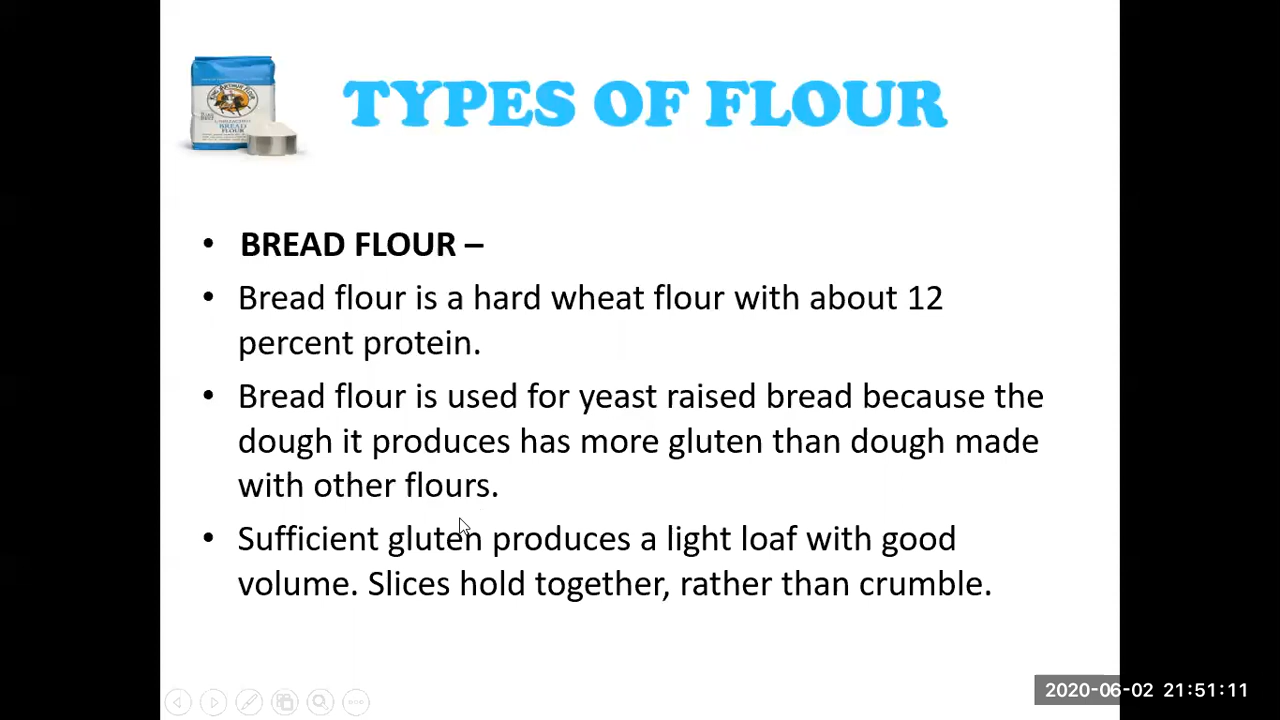 TYPES OF FLOUR
BREAD
FLOUR
• BREAD FLOUR –
• Bread flour is a hard wheat flour with about 12
percent protein.
• Bread flour is used for yeast raised bread because the
dough it produces has more gluten than dough made
with other flours.
• Sufficient gluten produces a light loaf with good
volume. Slices hold together, rather than crumble.
2020-06-02 21:51:11